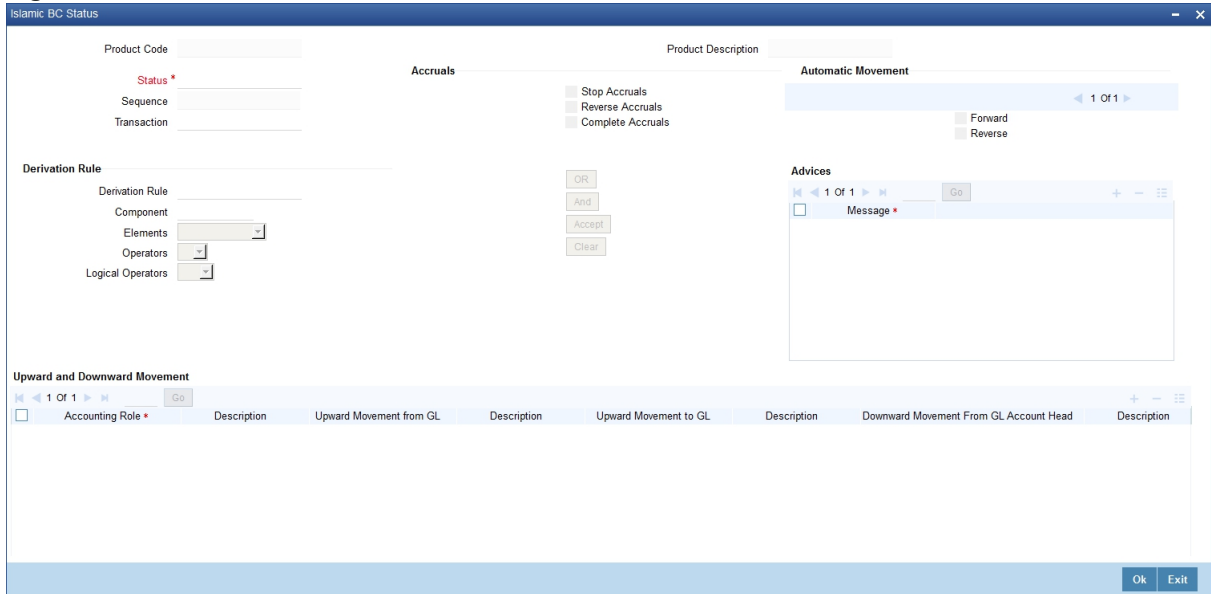 Islamic BC Status
Product Code
Product Description
Status *
Sequence
Transaction
Accruals
Stop Accruals
Reverse Accruals
Complete Accruals
Automatic Movement
1 Of 1
Forward
Reverse
Derivation Rule
Derivation Rule
Component
Elements
Operators
Logical Operators
OR
And
Accept
Clear
Advices
1 Of 1 Go
Message *
Upward and Downward Movement
1 Of 1 Go
Accounting Role * Description Upward Movement from GL Description Upward Movement to GL Description Downward Movement From GL Account Head Description
Ok Exit